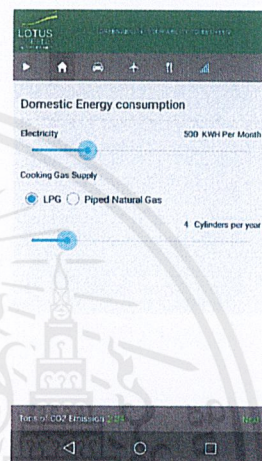 LOTUS
Domestic Energy consumption
Electricity 500 KWH Per Month
Cooking Gas Supply
LPG Piped Natural Gas
4 Cylinders per year
Tons of CO2 Emission
Next